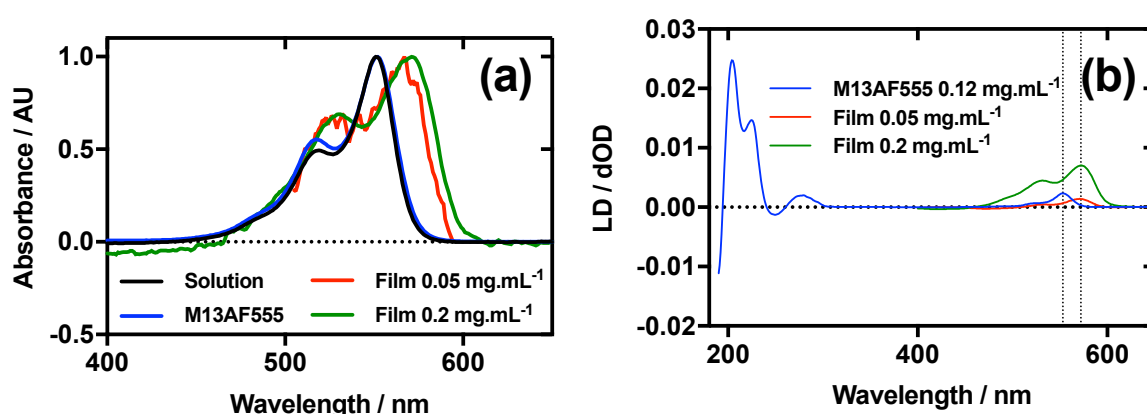 (a)
Absorbance / AU
1.0
0.5
0.0
-0.5
Solution
M13AF555
Film 0.05 mg.mL⁻¹
Film 0.2 mg.mL⁻¹
400
500
600
Wavelength / nm
(b)
LD / dOD
0.03
0.02
0.01
0.00
-0.01
-0.02
M13AF555 0.12 mg.mL⁻¹
Film 0.05 mg.mL⁻¹
Film 0.2 mg.mL⁻¹
200
400
600
Wavelength / nm